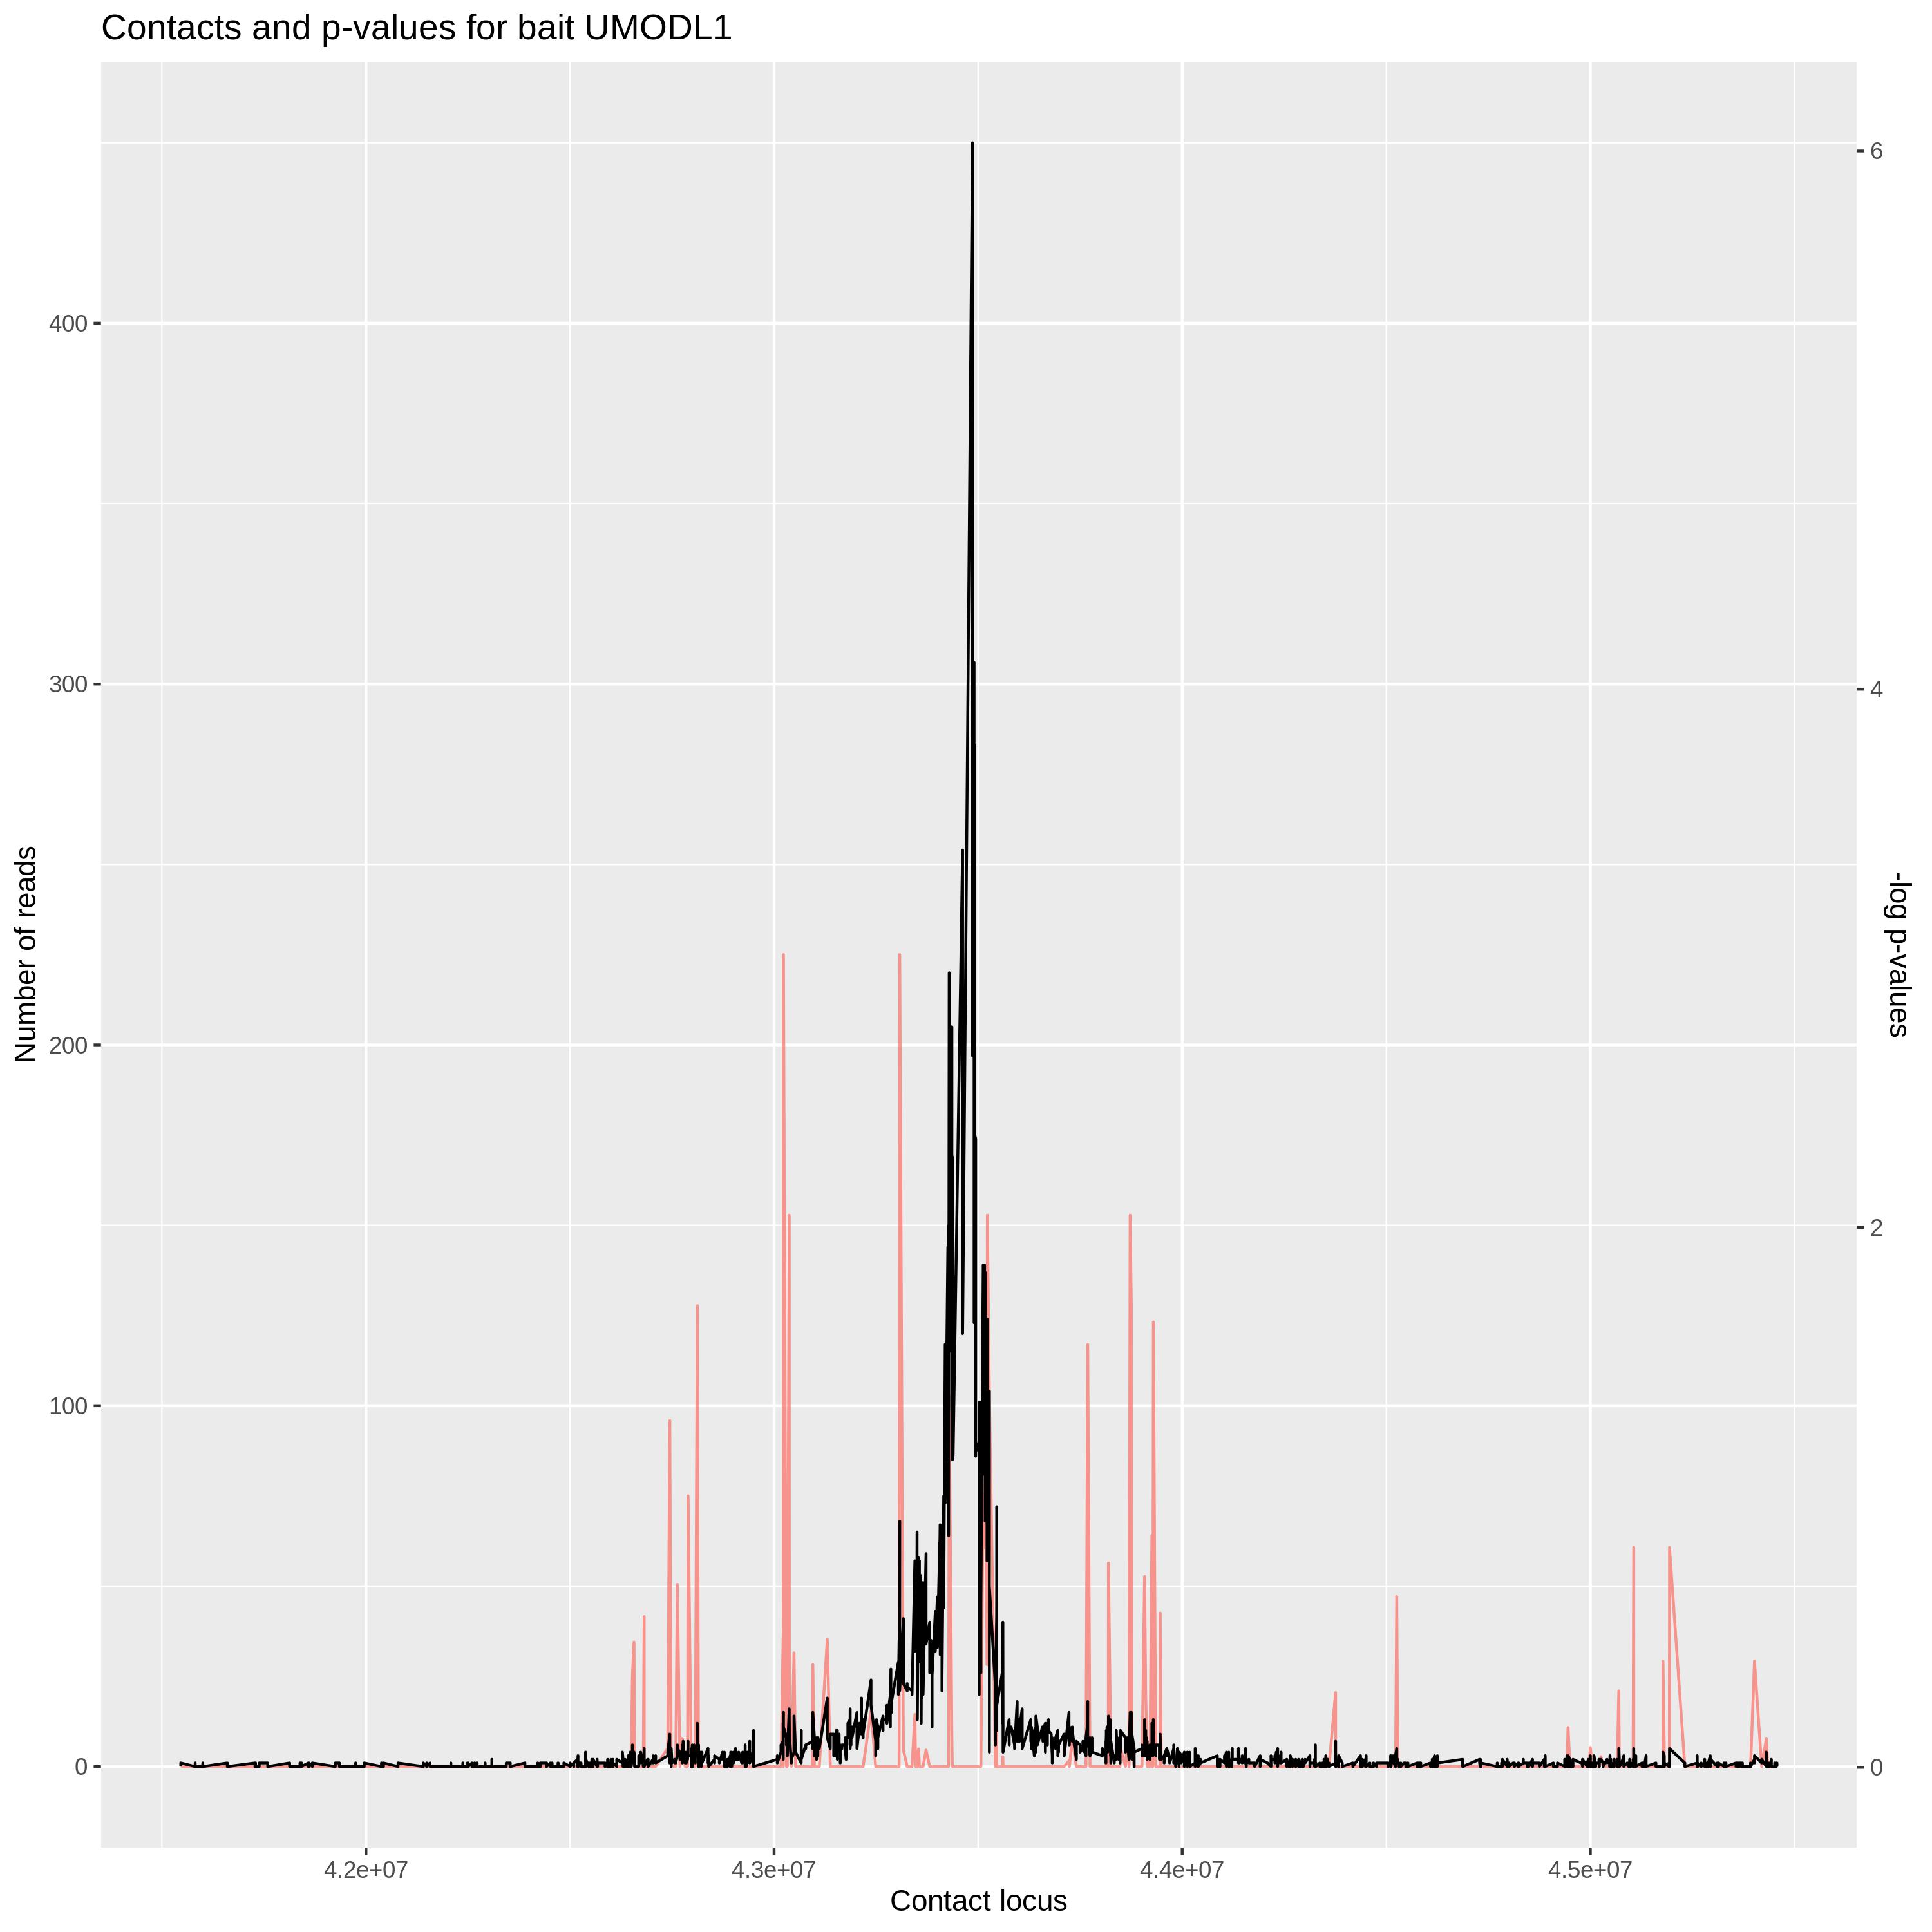 Contacts and p-values for bait UMODL1
400
300
200
100
0
6
4
2
0
Number of reads
-log p-values
4.2e+07
4.3e+07
4.4e+07
4.5e+07
Contact locus